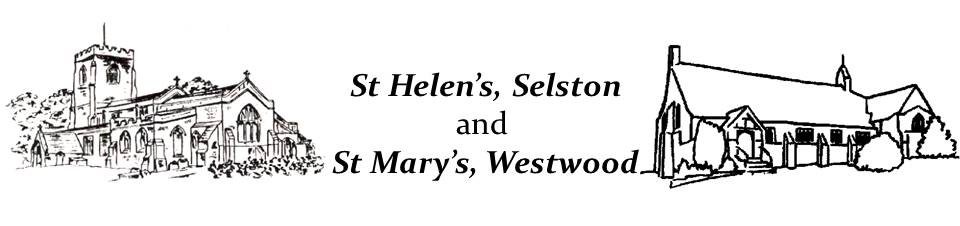 St Helen’s, Selston
and
St Mary’s, Westwood